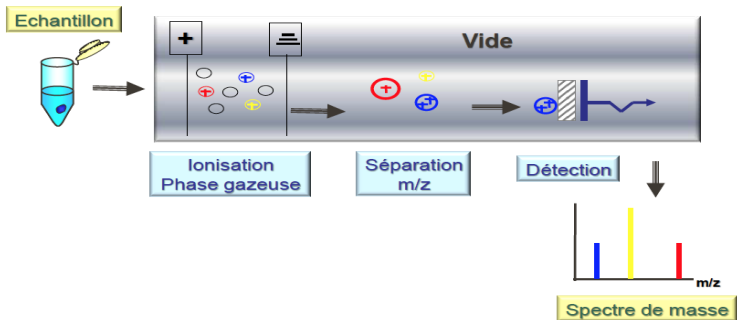 Echantillon
+
Vide
Ionisation
Phase gazeuse
Séparation
m/z
Détection
m/z
Spectre de masse